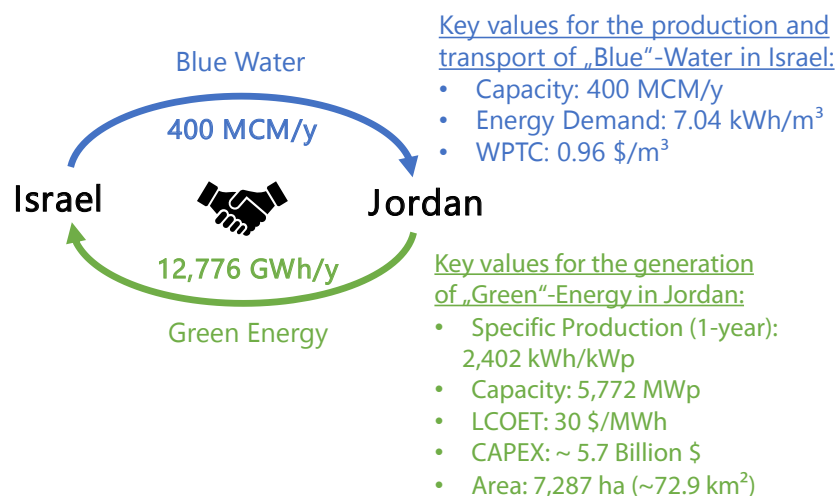 Key values for the production and
transport of „Blue“-Water in Israel:
• Capacity: 400 MCM/y
• Energy Demand: 7.04 kWh/m³
• WPTC: 0.96 $/m³
Blue Water
400 MCM/y
Israel
Jordan
12,776 GWh/y
Green Energy
Key values for the generation
of „Green“-Energy in Jordan:
• Specific Production (1-year):
2,402 kWh/kWp
• Capacity: 5,772 MWp
• LCOET: 30 $/MWh
• CAPEX: ~ 5.7 Billion $
• Area: 7,287 ha (~72.9 km²)